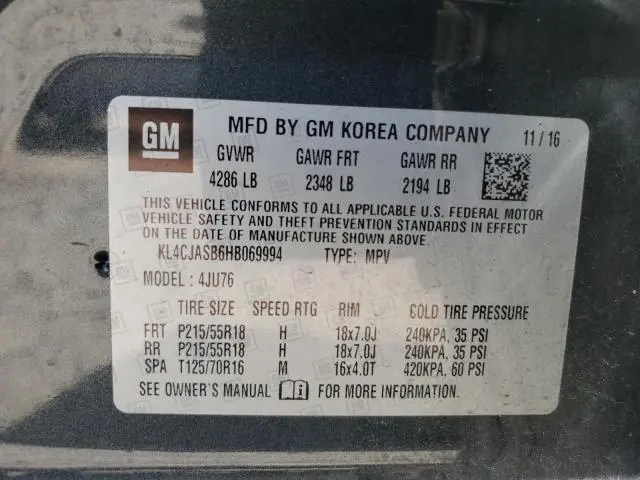 GM MFD BY GM KOREA COMPANY 11 / 16
GVWR GAWR FRT GAWR RR
4286 LB 2348 LB 2194 LB
THIS VEHICLE CONFORMS TO ALL APPLICABLE U.S. FEDERAL MOTOR
VEHICLE SAFETY AND THEFT PREVENTION STANDARDS IN EFFECT
ON THE DATE OF MANUFACTURE SHOWN ABOVE.
KL4CJASB6HB069994 TYPE: MPV
MODEL : 4JU76
TIRE SIZE SPEED RTG RIM COLD TIRE PRESSURE
FRT P215/55R18 H 18x7.0J 240KPA, 35 PSI
RR P215/55R18 H 18x7.0J 240KPA, 35 PSI
SPA T125/70R16 M 16x4.0T 420KPA, 60 PSI
SEE OWNER'S MANUAL FOR MORE INFORMATION.